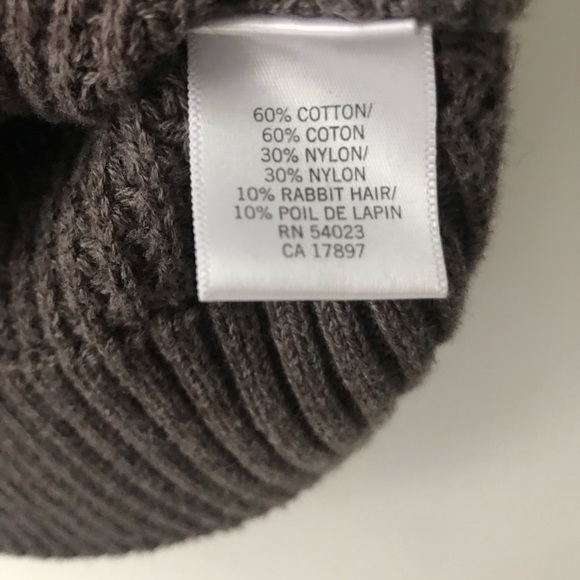 60% COTTON/
60% COTON
30% NYLON/
30% NYLON
10% RABBIT HAIR/
10% POIL DE LAPIN
RN 54023
CA 17897